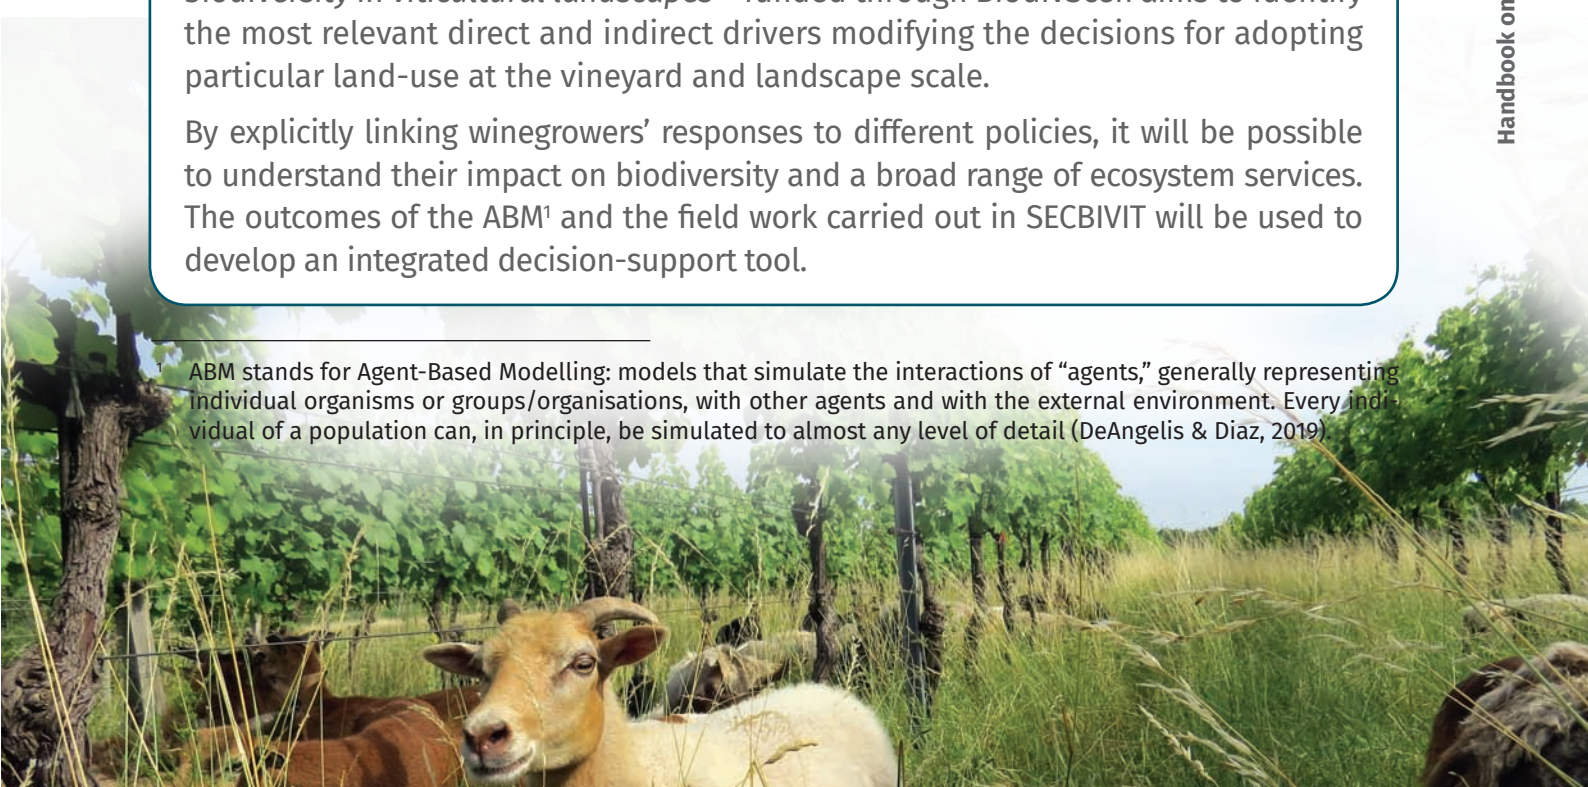 the most relevant direct and indirect drivers modifying the decisions for adopting
particular land-use at the vineyard and landscape scale.
By explicitly linking winegrowers’ responses to different policies, it will be possible
to understand their impact on biodiversity and a broad range of ecosystem services.
The outcomes of the ABM¹ and the field work carried out in SECBIVIT will be used to
develop an integrated decision-support tool.
¹ ABM stands for Agent-Based Modelling: models that simulate the interactions of “agents,” generally representing
individual organisms or groups/organisations, with other agents and with the external environment. Every indi-
vidual of a population can, in principle, be simulated to almost any level of detail (DeAngelis & Diaz, 2019)
Handbook on